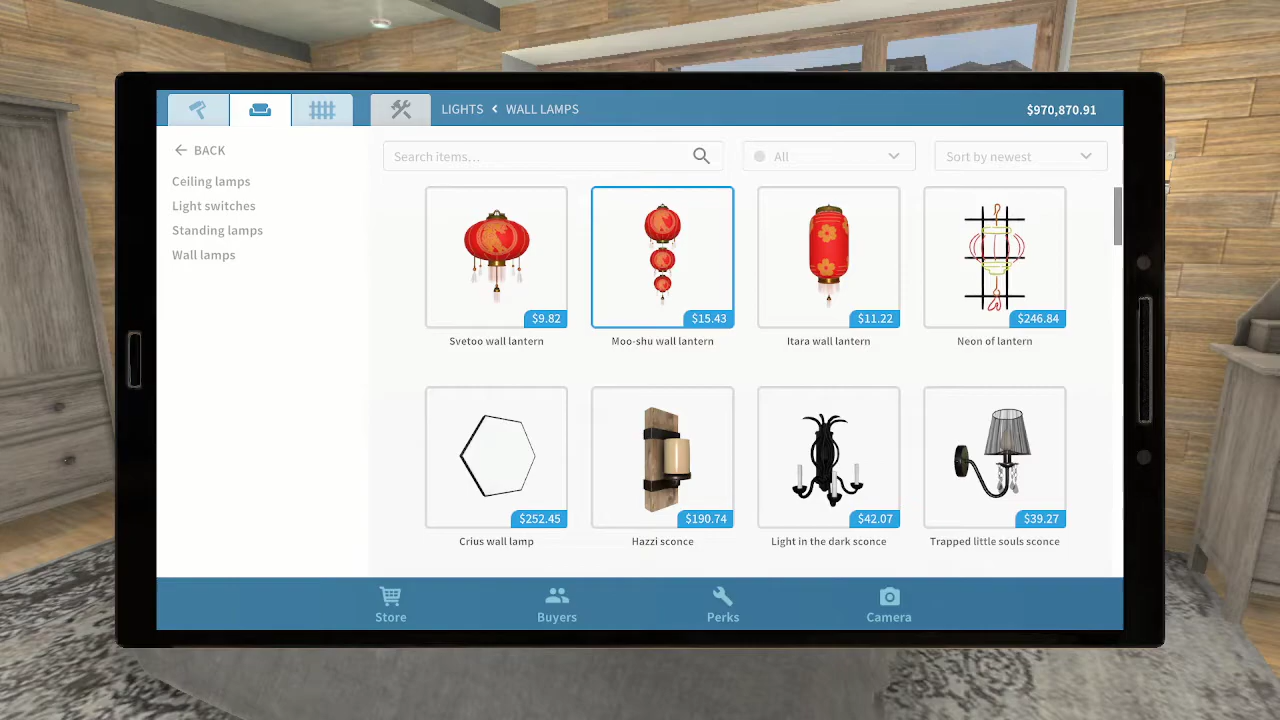 LIGHTS < WALL LAMPS
$970,870.91
BACK
Search items...
All
Sort by newest
Ceiling lamps
Light switches
Standing lamps
Wall lamps
$9.82
$15.43
$11.22
$246.84
Svetoo wall lantern
Moo-shu wall lantern
Itara wall lantern
Neon of lantern
$252.45
$190.74
$42.07
$39.27
Crius wall lamp
Hazzi sconce
Light in the dark sconce
Trapped little souls sconce
Store
Buyers
Perks
Camera